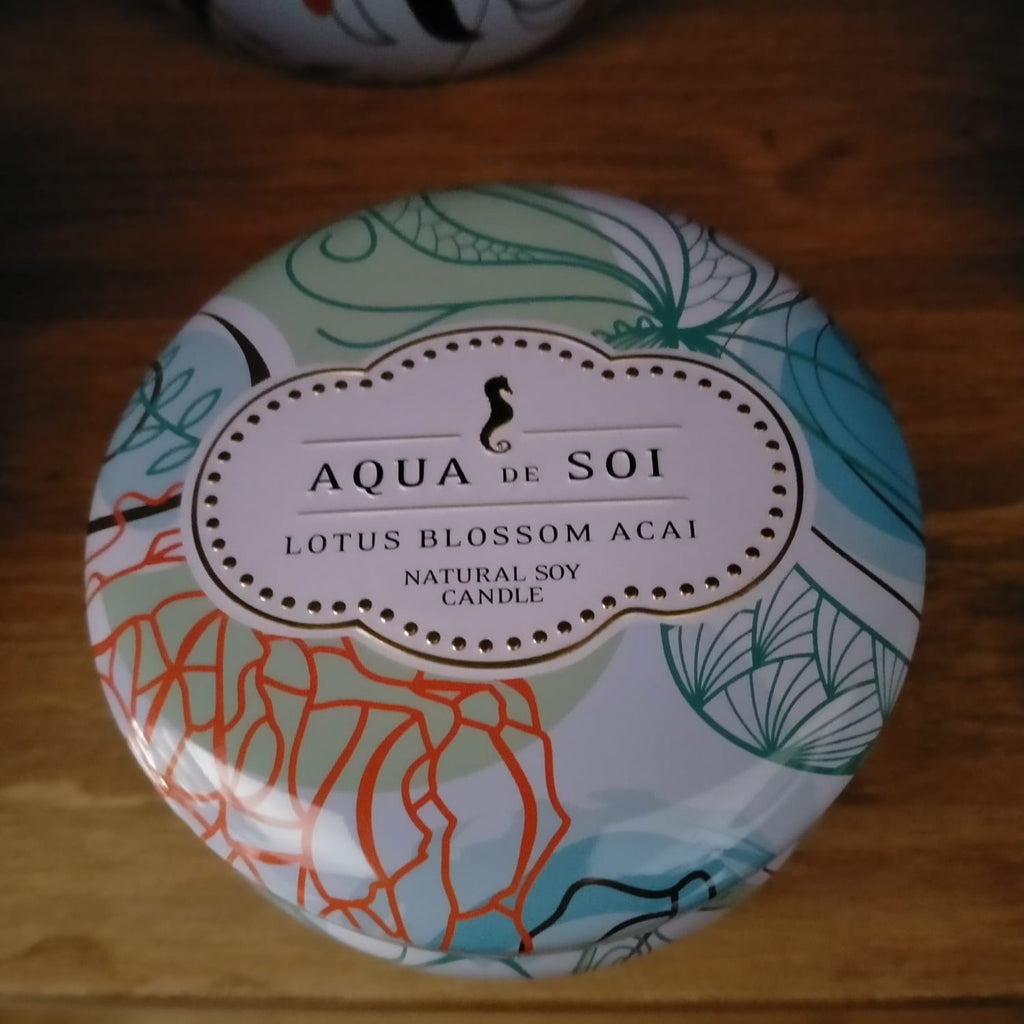 AQUA DE SOI
LOTUS BLOSSOM ACAI
NATURAL SOY
CANDLE